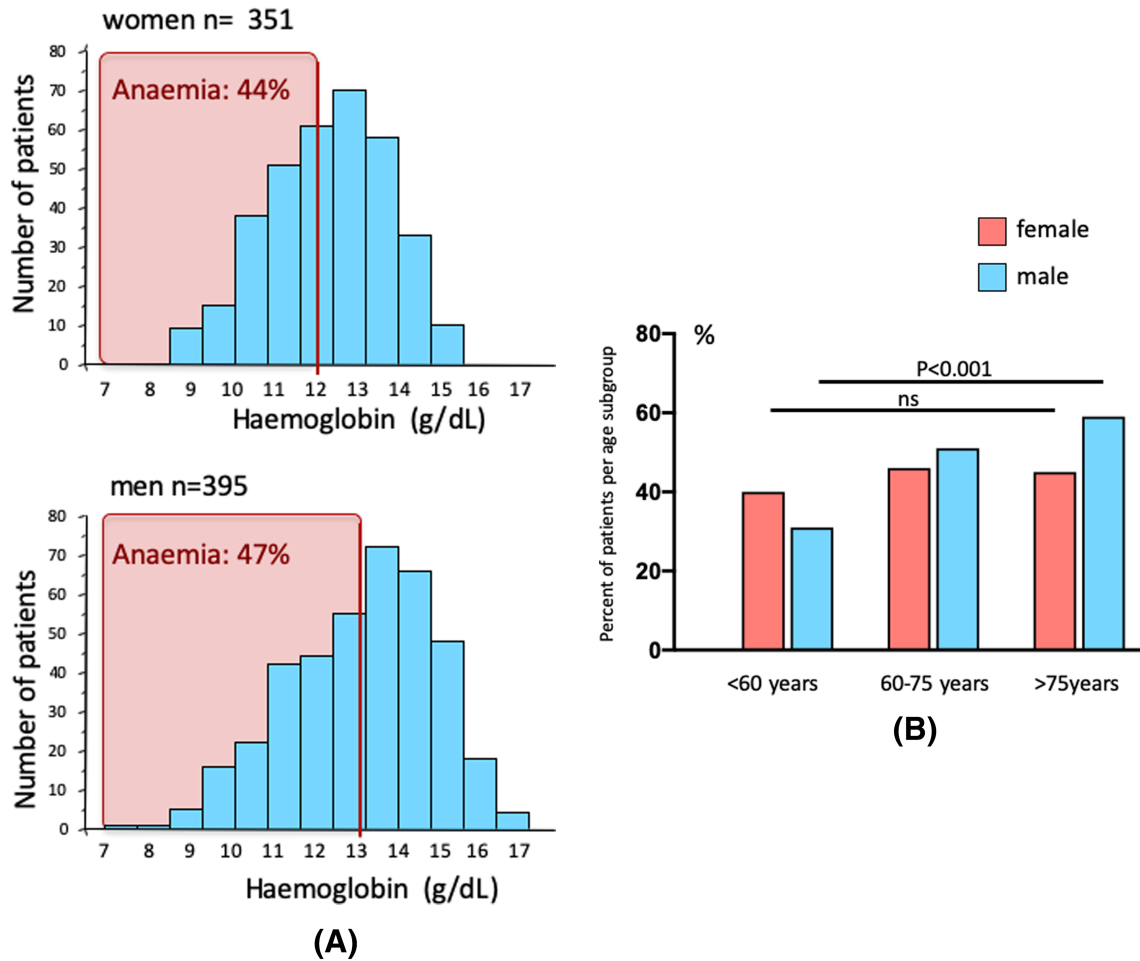 women n= 351
Number of patients
80
70
60
50
40
30
20
10
0
Anaemia: 44%
7 8 9 10 11 12 13 14 15 16 17
Haemoglobin (g/dL)
men n=395
Number of patients
80
70
60
50
40
30
20
10
0
Anaemia: 47%
7 8 9 10 11 12 13 14 15 16 17
Haemoglobin (g/dL)
(A)
female
male
Percent of patients per age subgroup
80
60
40
20
0
%
P<0.001
ns
<60 years 60-75 years >75years
(B)